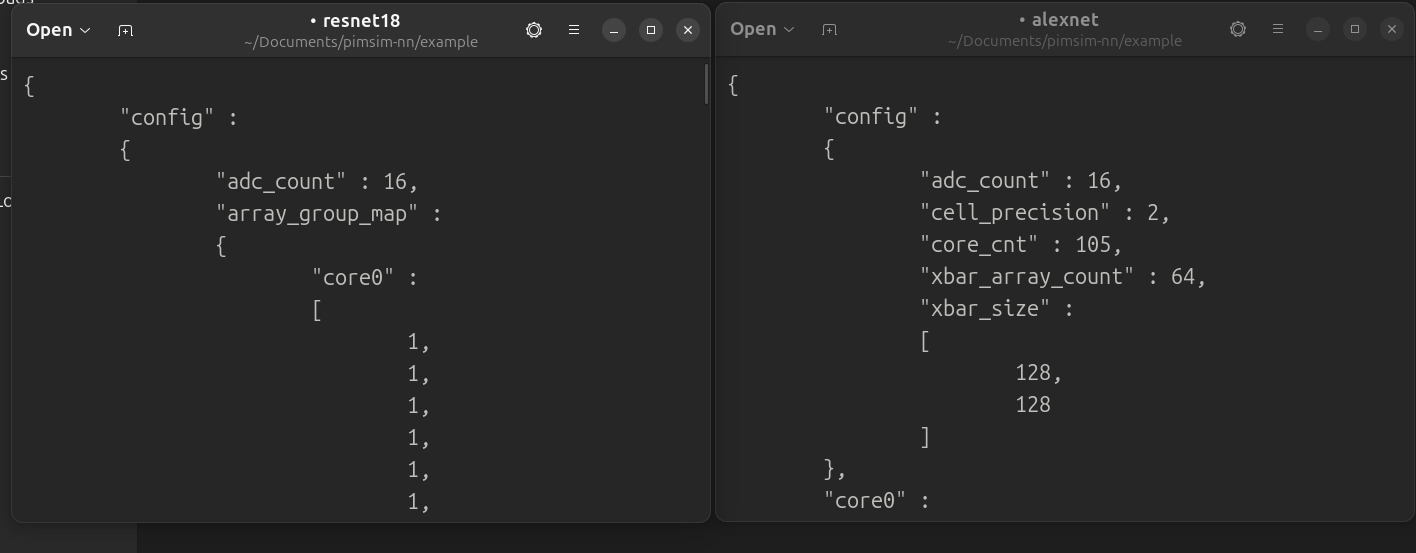 Open
• resnet18
~/Documents/pimsim-nn/example
{
"config" :
{
"adc_count" : 16,
"array_group_map" :
{
"core0" :
[
1,
1,
1,
1,
1,
1,
Open
• alexnet
~/Documents/pimsim-nn/example
{
"config" :
{
"adc_count" : 16,
"cell_precision" : 2,
"core_cnt" : 105,
"xbar_array_count" : 64,
"xbar_size" :
[
128,
128
]
},
"core0" :